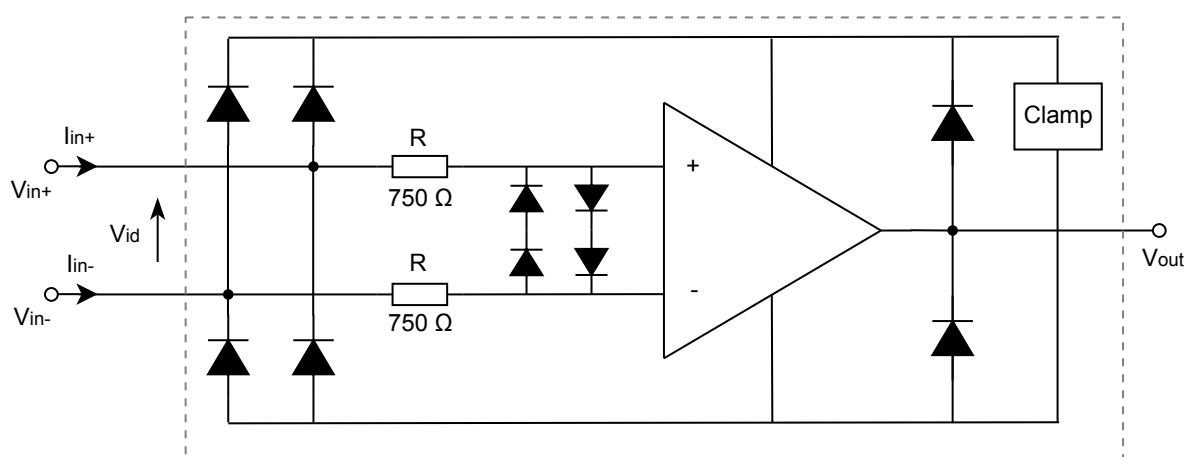 Clamp
Iin+
R
Vin+
750 Ω
+
Vid
Iin-
R
Vout
Vin-
750 Ω
-